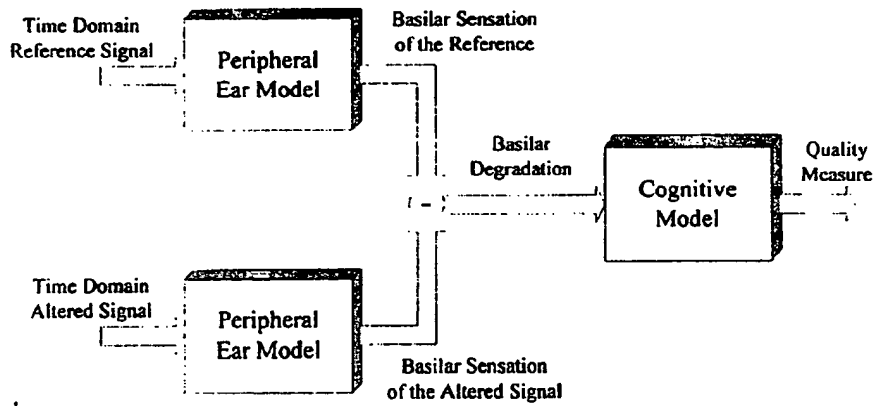 Time Domain
Reference Signal
Peripheral
Ear Model
Basilar Sensation
of the Reference
Basilar
Degradation
Cognitive
Model
Quality
Measure
–
Time Domain
Altered Signal
Peripheral
Ear Model
Basilar Sensation
of the Altered Signal